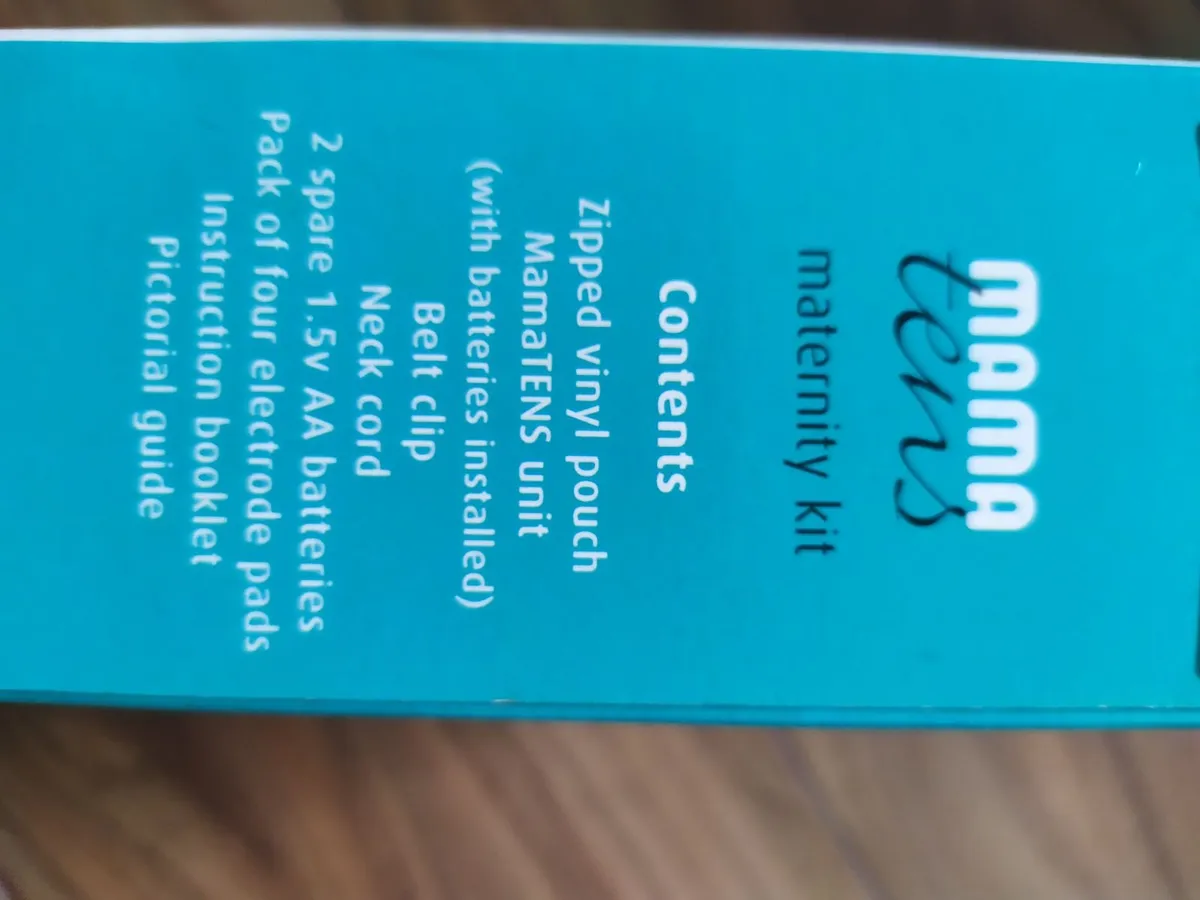 MAMA
tens
maternity kit
Contents
Zipped vinyl pouch
MamaTENS unit
(with batteries installed)
Belt clip
Neck cord
2 spare 1.5v AA batteries
Pack of four electrode pads
Instruction booklet
Pictorial guide